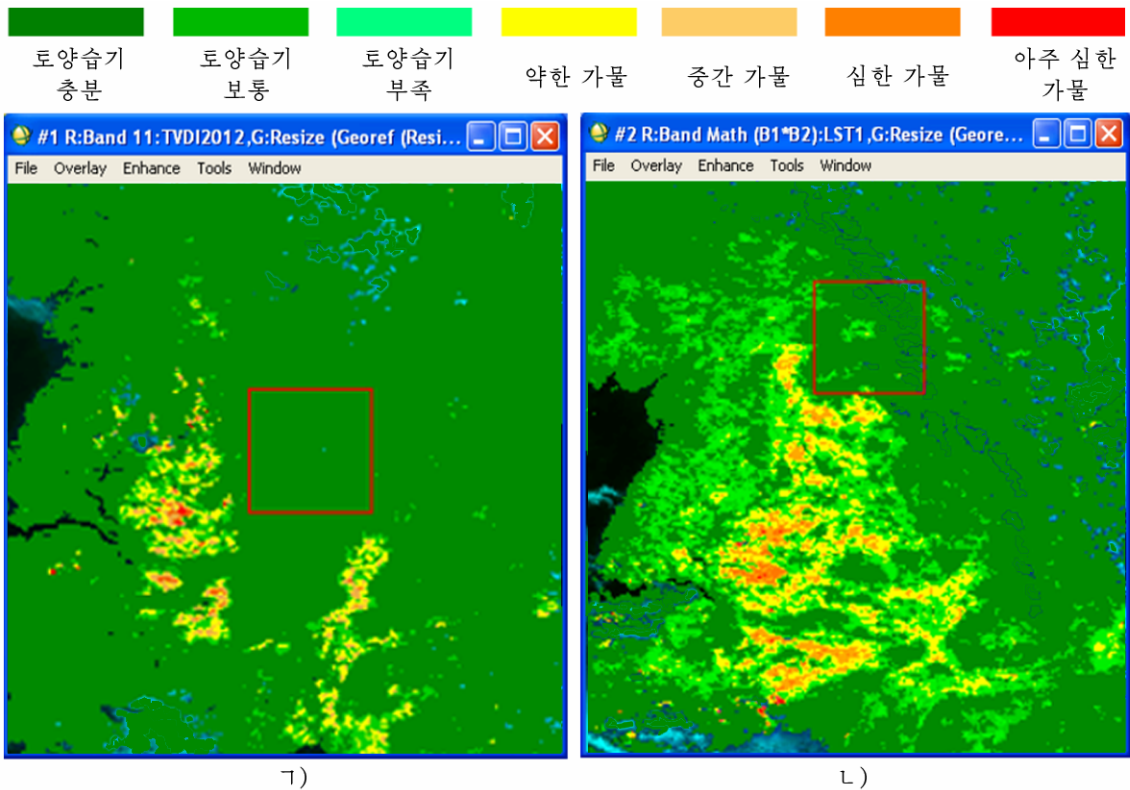 토양습기 충분
토양습기 보통
토양습기 부족
약한 가물
중간 가물
심한 가물
아주 심한 가물
#1 R:Band 11:TVDI2012,G:Resize (Georef (Resi...
File Overlay Enhance Tools Window
#2 R:Band Math (B1*B2):LST1,G:Resize (Geore...
File Overlay Enhance Tools Window
ㄱ)
ㄴ)